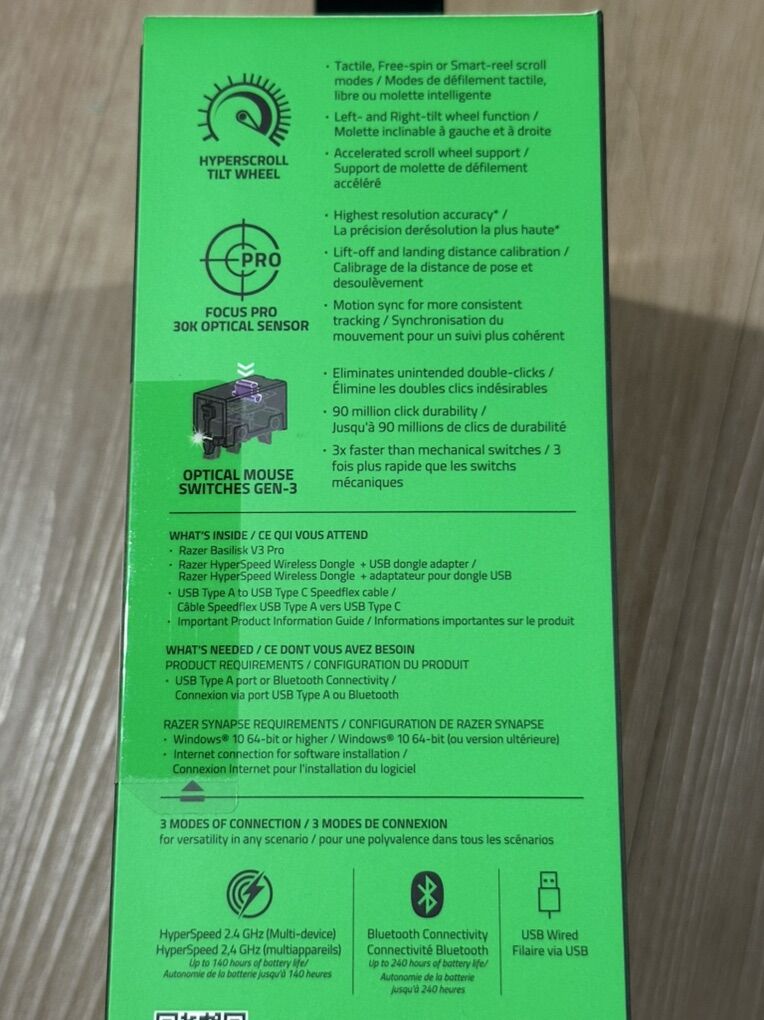 • Tactile, Free-spin or Smart-reel scroll
modes / Modes de défilement tactile,
libre ou molette intelligente
• Left- and Right-tilt wheel function /
Molette inclinable à gauche et à droite
• Accelerated scroll wheel support /
Support de molette de défilement
accéléré
HYPERSCROLL
TILT WHEEL
• Highest resolution accuracy* /
La précision derésolution la plus haute*
• Lift-off and landing distance calibration /
Calibrage de la distance de pose et
desoulèvement
• Motion sync for more consistent
tracking / Synchronisation du
mouvement pour un suivi plus cohérent
PRO
FOCUS PRO
30K OPTICAL SENSOR
• Eliminates unintended double-clicks /
Élimine les doubles clics indésirables
• 90 million click durability /
Jusqu'à 90 millions de clics de durabilité
• 3x faster than mechanical switches / 3
fois plus rapide que les switchs
mécaniques
OPTICAL MOUSE
SWITCHES GEN-3
WHAT'S INSIDE / CE QUI VOUS ATTEND
• Razer Basilisk V3 Pro
• Razer HyperSpeed Wireless Dongle + USB dongle adapter /
Razer HyperSpeed Wireless Dongle + adaptateur pour dongle USB
• USB Type A to USB Type C Speedflex cable /
Câble Speedflex USB Type A vers USB Type C
• Important Product Information Guide / Informations importantes sur le produit
WHAT'S NEEDED / CE DONT VOUS AVEZ BESOIN
PRODUCT REQUIREMENTS / CONFIGURATION DU PRODUIT
• USB Type A port or Bluetooth Connectivity /
Connexion via port USB Type A ou Bluetooth
RAZER SYNAPSE REQUIREMENTS / CONFIGURATION DE RAZER SYNAPSE
• Windows® 10 64-bit or higher / Windows® 10 64-bit (ou version ultérieure)
• Internet connection for software installation /
Connexion Internet pour l'installation du logiciel
3 MODES OF CONNECTION / 3 MODES DE CONNEXION
for versatility in any scenario / pour une polyvalence dans tous les scénarios
HyperSpeed 2.4 GHz (Multi-device)
HyperSpeed 2,4 GHz (multiappareils)
Up to 140 hours of battery life/
Autonomie de la batterie jusqu'à 140 heures
Bluetooth Connectivity
Connectivité Bluetooth
Up to 240 hours of battery life/
Autonomie de la batterie
jusqu'à 240 heures
USB Wired
Filaire via USB